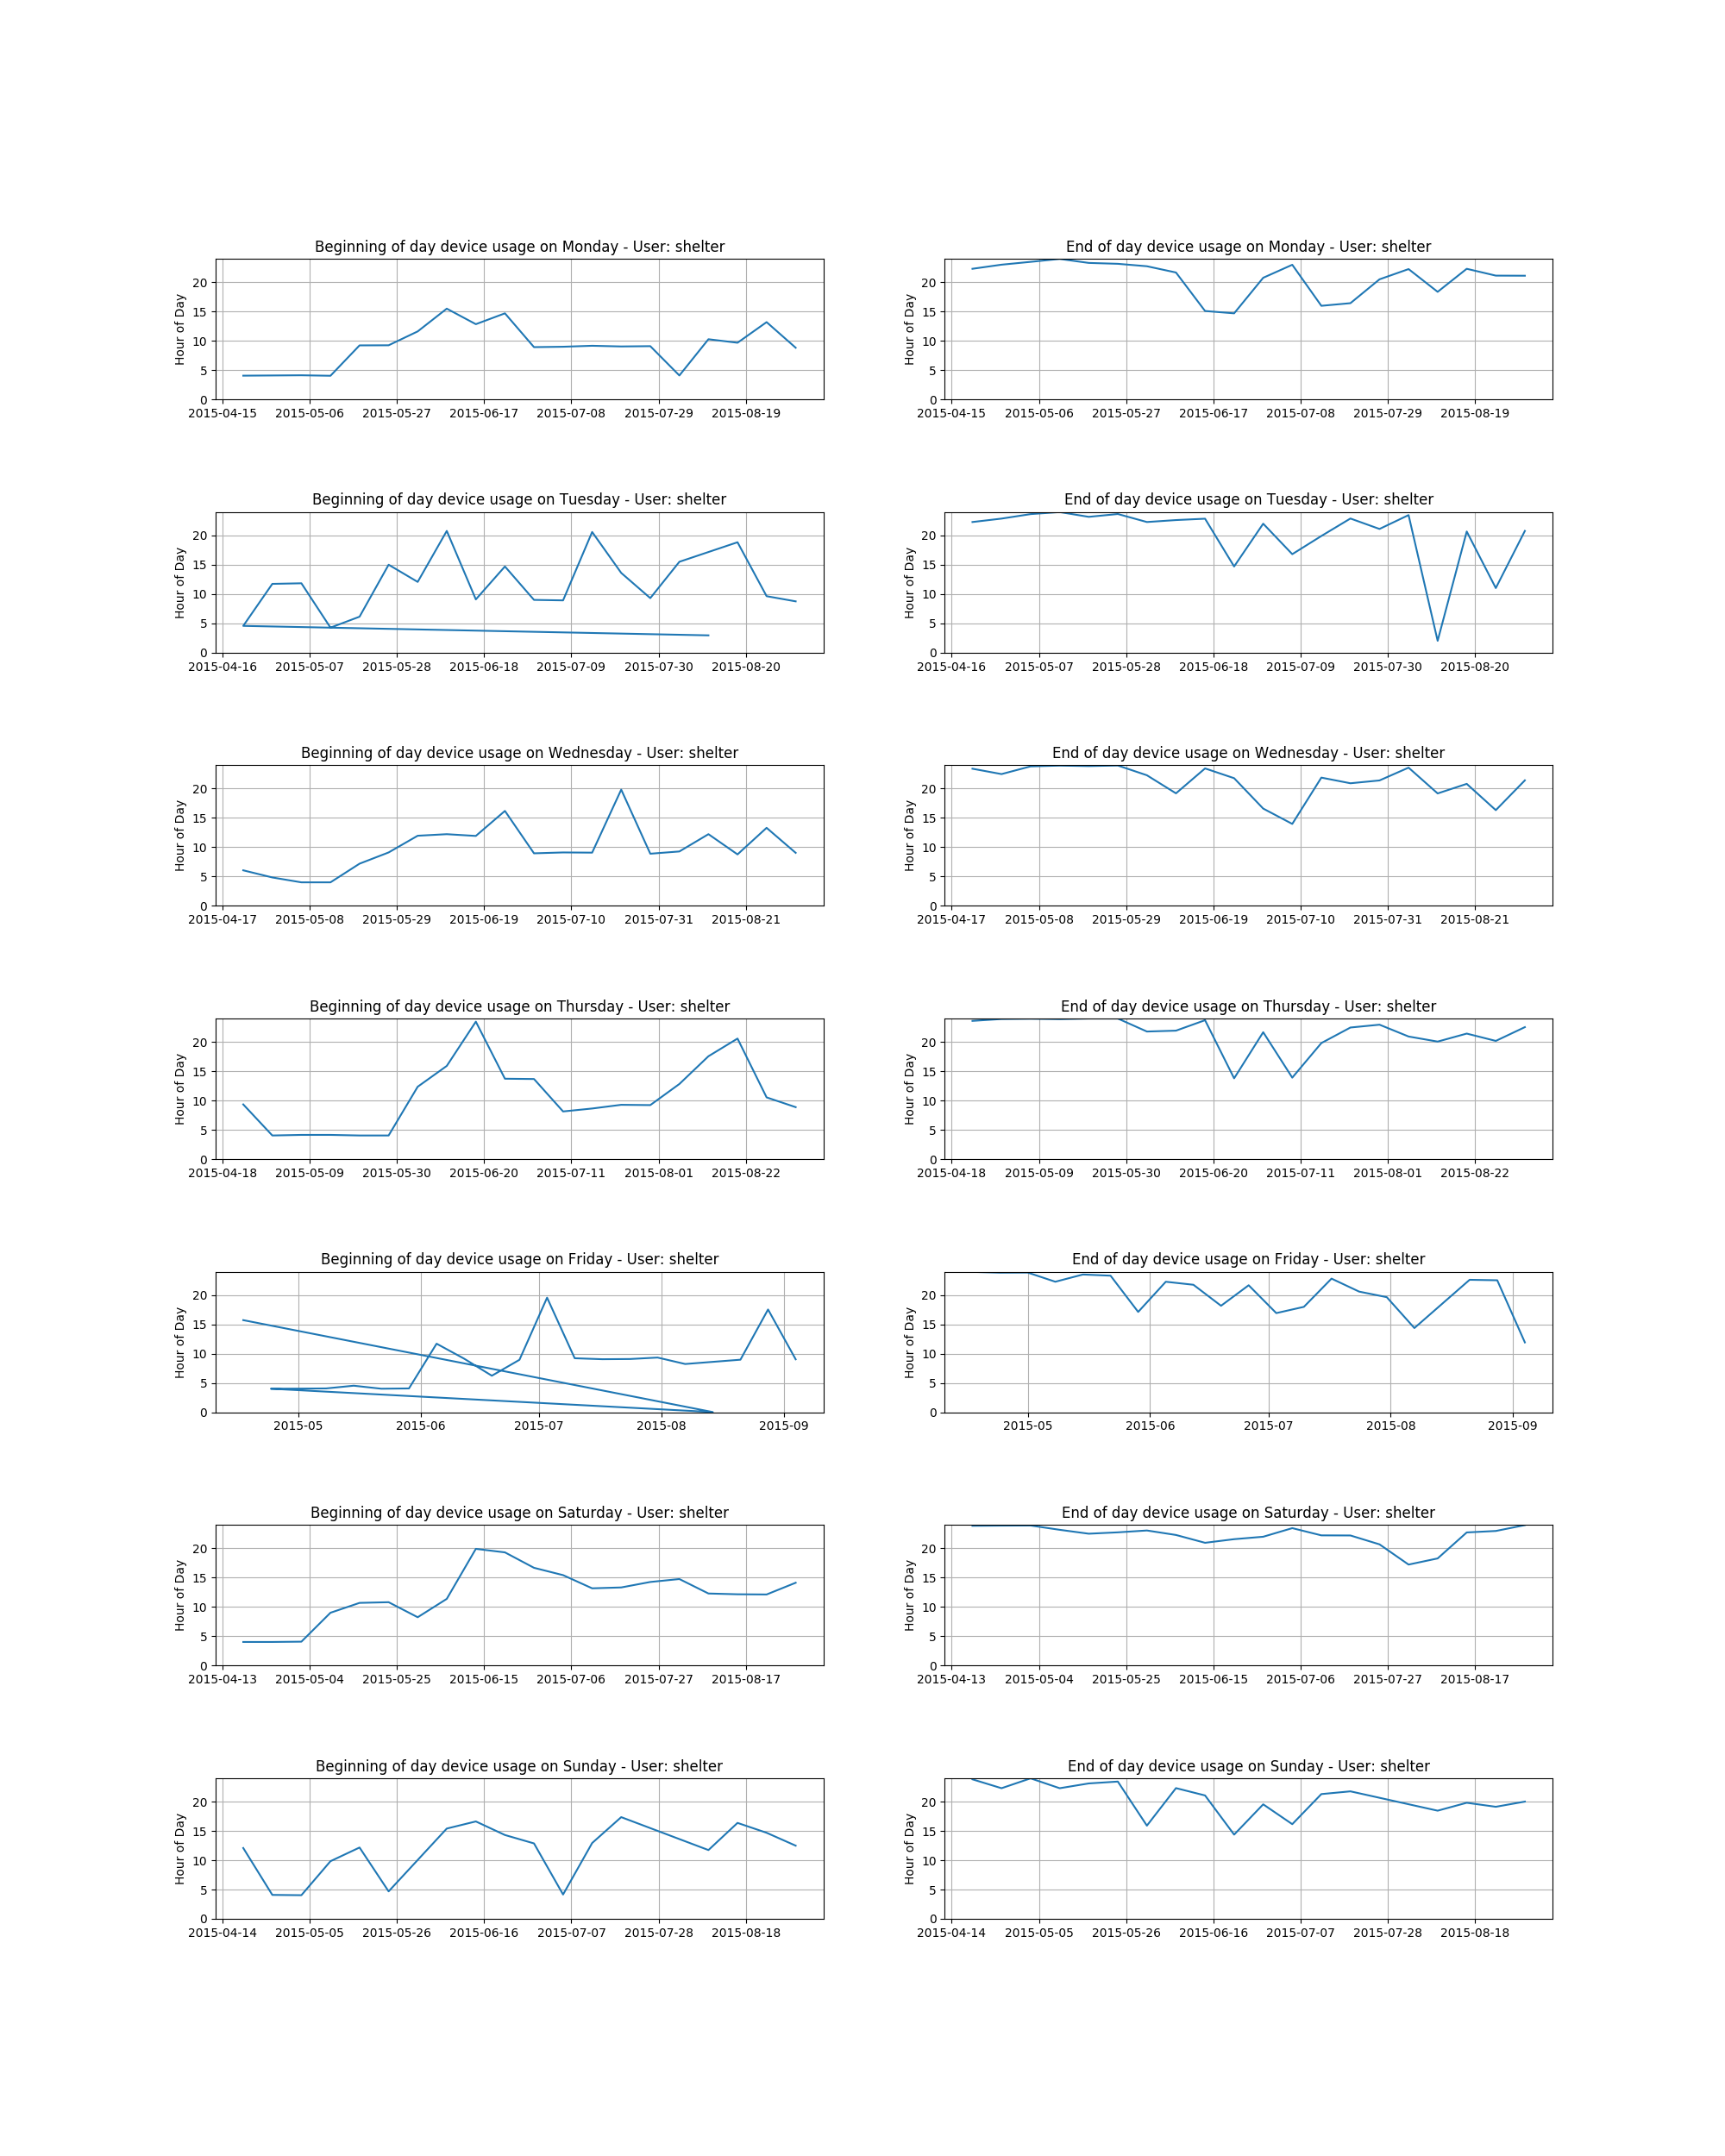 Beginning of day device usage on Monday - User: shelter
Hour of Day
20
15
10
5
0
2015-04-15 2015-05-06 2015-05-27 2015-06-17 2015-07-08 2015-07-29 2015-08-19
End of day device usage on Monday - User: shelter
Hour of Day
20
15
10
5
0
2015-04-15 2015-05-06 2015-05-27 2015-06-17 2015-07-08 2015-07-29 2015-08-19
Beginning of day device usage on Tuesday - User: shelter
Hour of Day
20
15
10
5
0
2015-04-16 2015-05-07 2015-05-28 2015-06-18 2015-07-09 2015-07-30 2015-08-20
End of day device usage on Tuesday - User: shelter
Hour of Day
20
15
10
5
0
2015-04-16 2015-05-07 2015-05-28 2015-06-18 2015-07-09 2015-07-30 2015-08-20
Beginning of day device usage on Wednesday - User: shelter
Hour of Day
20
15
10
5
0
2015-04-17 2015-05-08 2015-05-29 2015-06-19 2015-07-10 2015-07-31 2015-08-21
End of day device usage on Wednesday - User: shelter
Hour of Day
20
15
10
5
0
2015-04-17 2015-05-08 2015-05-29 2015-06-19 2015-07-10 2015-07-31 2015-08-21
Beginning of day device usage on Thursday - User: shelter
Hour of Day
20
15
10
5
0
2015-04-18 2015-05-09 2015-05-30 2015-06-20 2015-07-11 2015-08-01 2015-08-22
End of day device usage on Thursday - User: shelter
Hour of Day
20
15
10
5
0
2015-04-18 2015-05-09 2015-05-30 2015-06-20 2015-07-11 2015-08-01 2015-08-22
Beginning of day device usage on Friday - User: shelter
Hour of Day
20
15
10
5
0
2015-05 2015-06 2015-07 2015-08 2015-09
End of day device usage on Friday - User: shelter
Hour of Day
20
15
10
5
0
2015-05 2015-06 2015-07 2015-08 2015-09
Beginning of day device usage on Saturday - User: shelter
Hour of Day
20
15
10
5
0
2015-04-13 2015-05-04 2015-05-25 2015-06-15 2015-07-06 2015-07-27 2015-08-17
End of day device usage on Saturday - User: shelter
Hour of Day
20
15
10
5
0
2015-04-13 2015-05-04 2015-05-25 2015-06-15 2015-07-06 2015-07-27 2015-08-17
Beginning of day device usage on Sunday - User: shelter
Hour of Day
20
15
10
5
0
2015-04-14 2015-05-05 2015-05-26 2015-06-16 2015-07-07 2015-07-28 2015-08-18
End of day device usage on Sunday - User: shelter
Hour of Day
20
15
10
5
0
2015-04-14 2015-05-05 2015-05-26 2015-06-16 2015-07-07 2015-07-28 2015-08-18